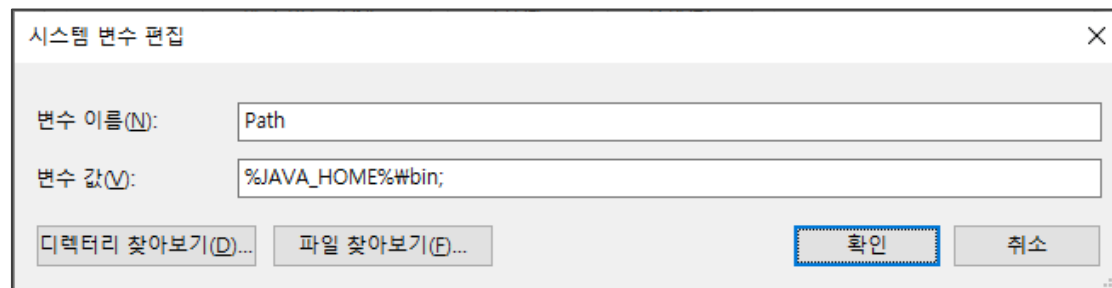 시스템 변수 편집
변수 이름(N): Path
변수 값(V): %JAVA_HOME%₩bin;
디렉터리 찾아보기(D)... 파일 찾아보기(F)... 확인 취소